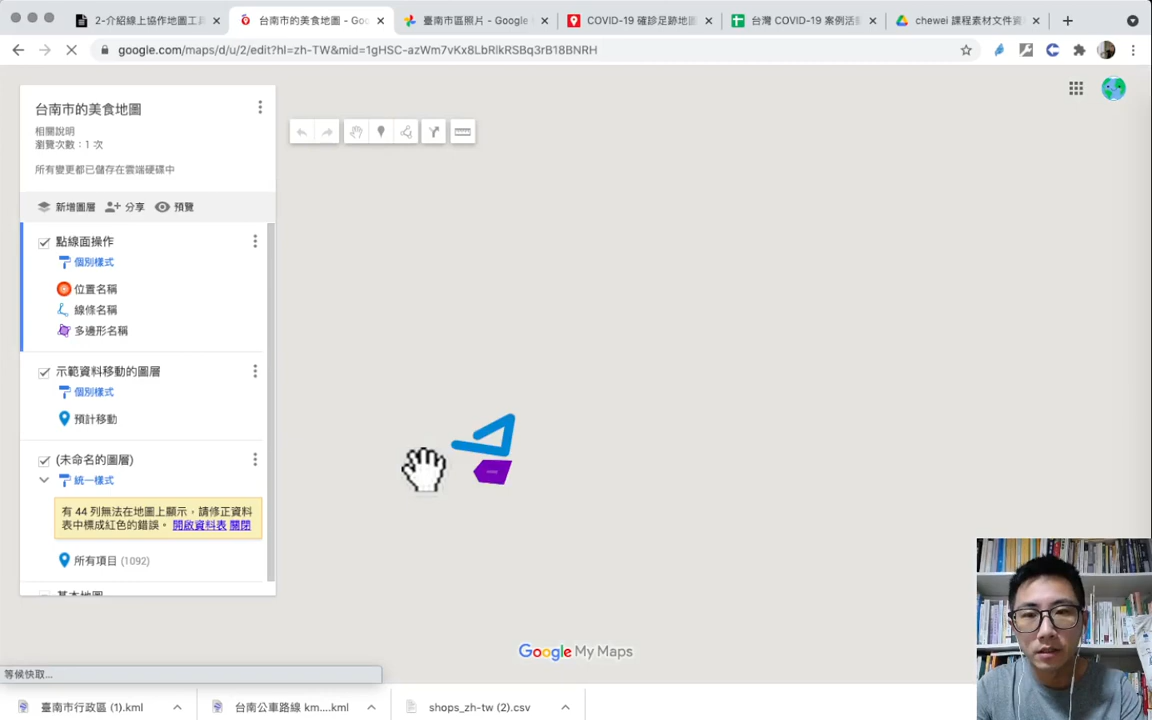 2-介紹線上協作地圖工具
台南市的美食地圖 - Goo
臺南市區照片 - Google
COVID-19 確診足跡地圖
台灣 COVID-19 案例活動
chewei 課程素材文件資
google.com/maps/d/u/2/edit?hl=zh-TW&mid=1gHSC-azWm7vKx8LbRlkRSBq3rB18BNRH
台南市的美食地圖
相關說明
瀏覽次數：1 次
所有變更都已儲存在雲端硬碟中
新增圖層 分享 預覽
點線面操作
個別樣式
位置名稱
線條名稱
多邊形名稱
示範資料移動的圖層
個別樣式
預計移動
(未命名的圖層)
統一樣式
有 44 列無法在地圖上顯示，請修正資料
表中標成紅色的錯誤。 開啟資料表 關閉
所有項目 (1092)
基本地圖
Google My Maps
等候快取...
臺南市行政區 (1).kml
台南公車路線 km....kml
shops_zh-tw (2).csv